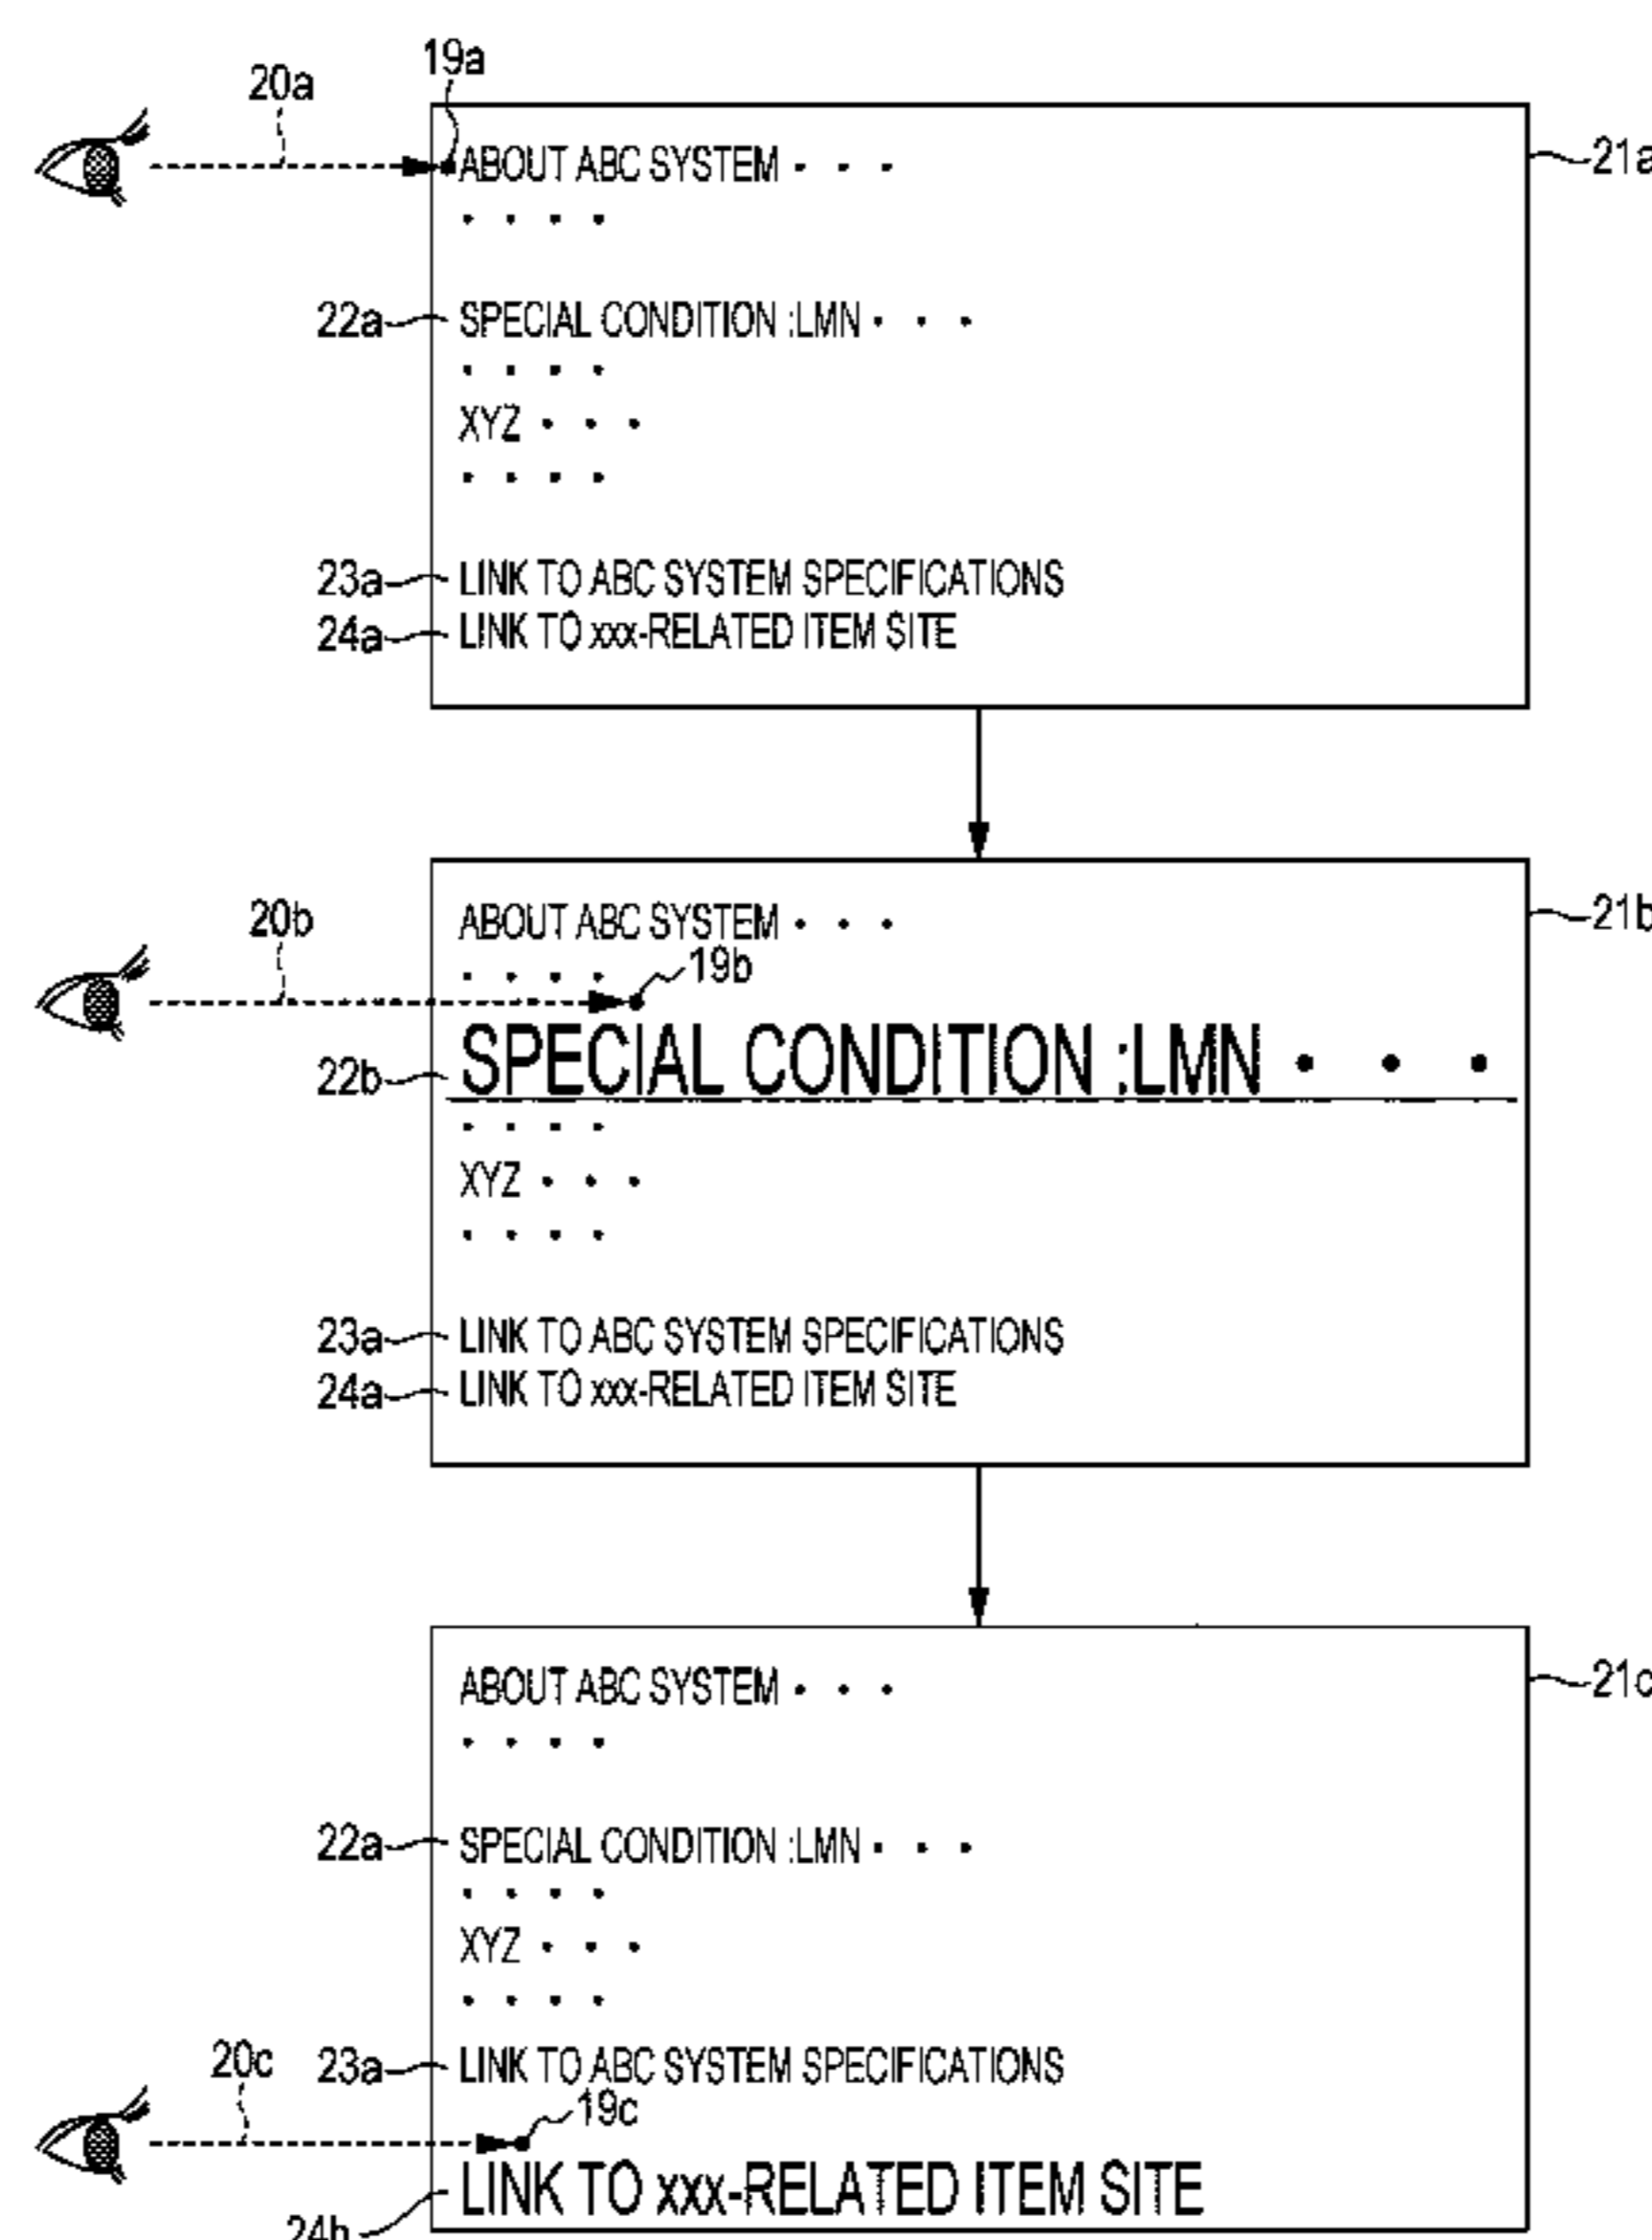 19a
20a
ABOUT ABC SYSTEM · · ·
21a
· · · ·
22a SPECIAL CONDITION :LMN · · ·
· · · ·
XYZ · · ·
· · · ·
23a LINK TO ABC SYSTEM SPECIFICATIONS
24a LINK TO xxx-RELATED ITEM SITE
20b
ABOUT ABC SYSTEM · · ·
21b
· · · ·
19b
22b SPECIAL CONDITION :LMN · · ·
· · · ·
XYZ · · ·
· · · ·
23a LINK TO ABC SYSTEM SPECIFICATIONS
24a LINK TO xxx-RELATED ITEM SITE
ABOUT ABC SYSTEM · · ·
21c
· · · ·
22a SPECIAL CONDITION :LMN · · ·
· · · ·
XYZ · · ·
· · · ·
20c
23a LINK TO ABC SYSTEM SPECIFICATIONS
19c
LINK TO xxx-RELATED ITEM SITE
24b